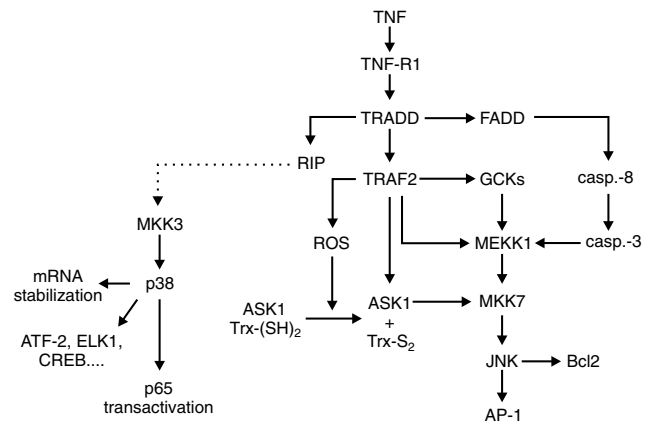 TNF
TNF-R1
TRADD
FADD
RIP
TRAF2
GCKs
casp.-8
MKK3
ROS
MEKK1
casp.-3
mRNA
stabilization
p38
ASK1
Trx-(SH)2
ASK1
+
Trx-S2
MKK7
ATF-2, ELK1,
CREB....
JNK
Bcl2
p65
transactivation
AP-1